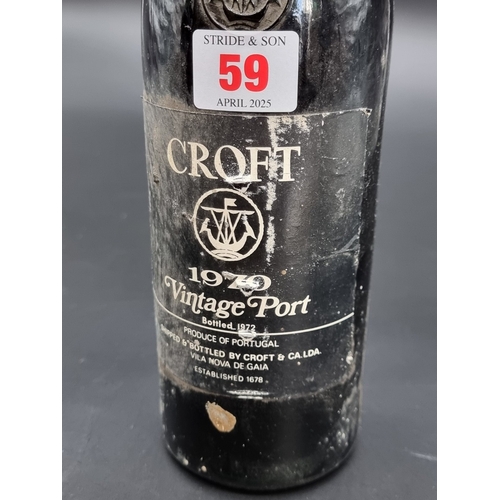 STRIDE & SON
59
APRIL 2025
CROFT
1970
Vintage Port
Bottled 1972
PRODUCE OF PORTUGAL
& BOTTLED BY CROFT & CA. LDA.
VILA NOVA DE GAIA
ESTABLISHED 1678